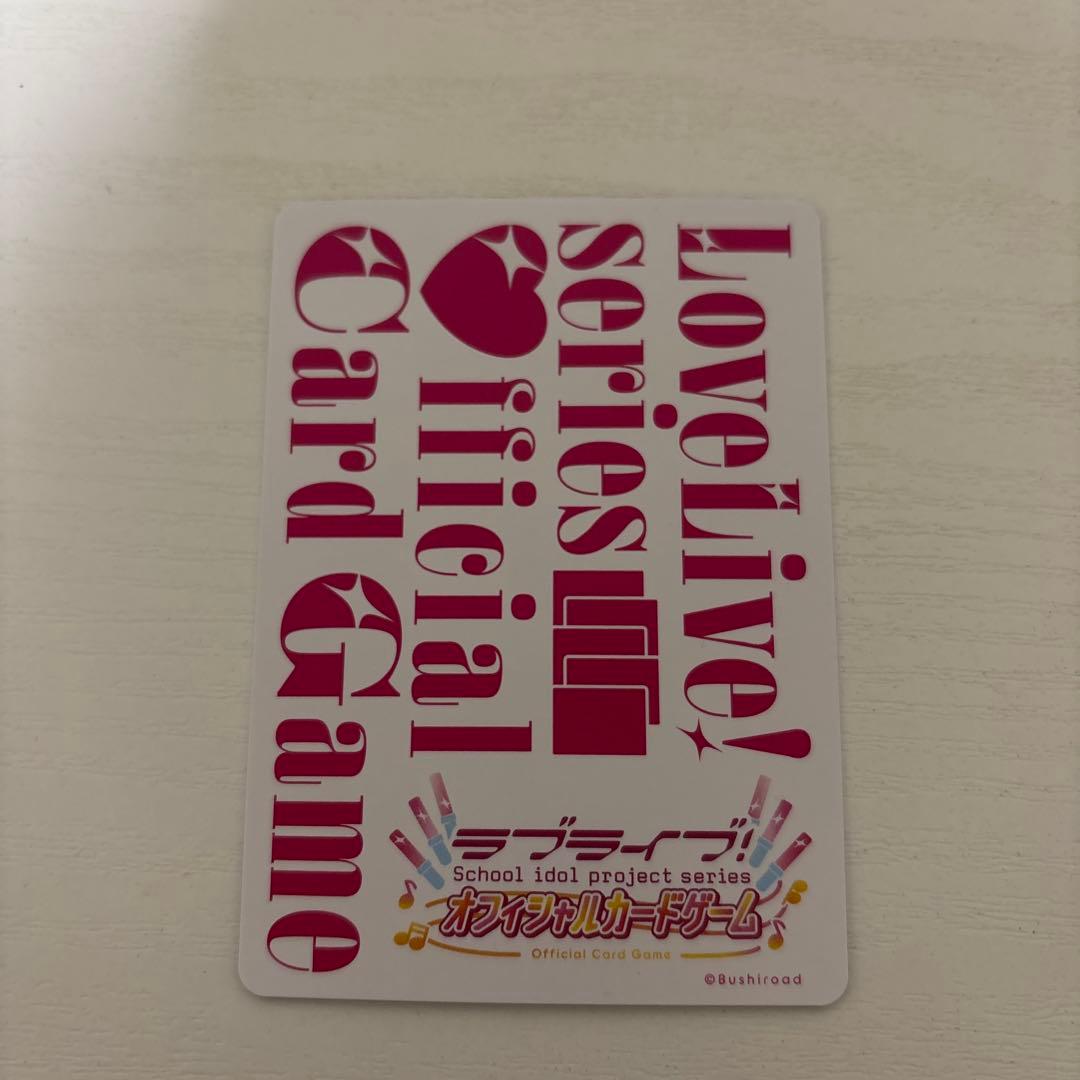 LoveLive!
series
♥fficial
Card Game
ラブライブ!
School idol project series
オフィシャルカードゲーム
Official Card Game
©Bushiroad